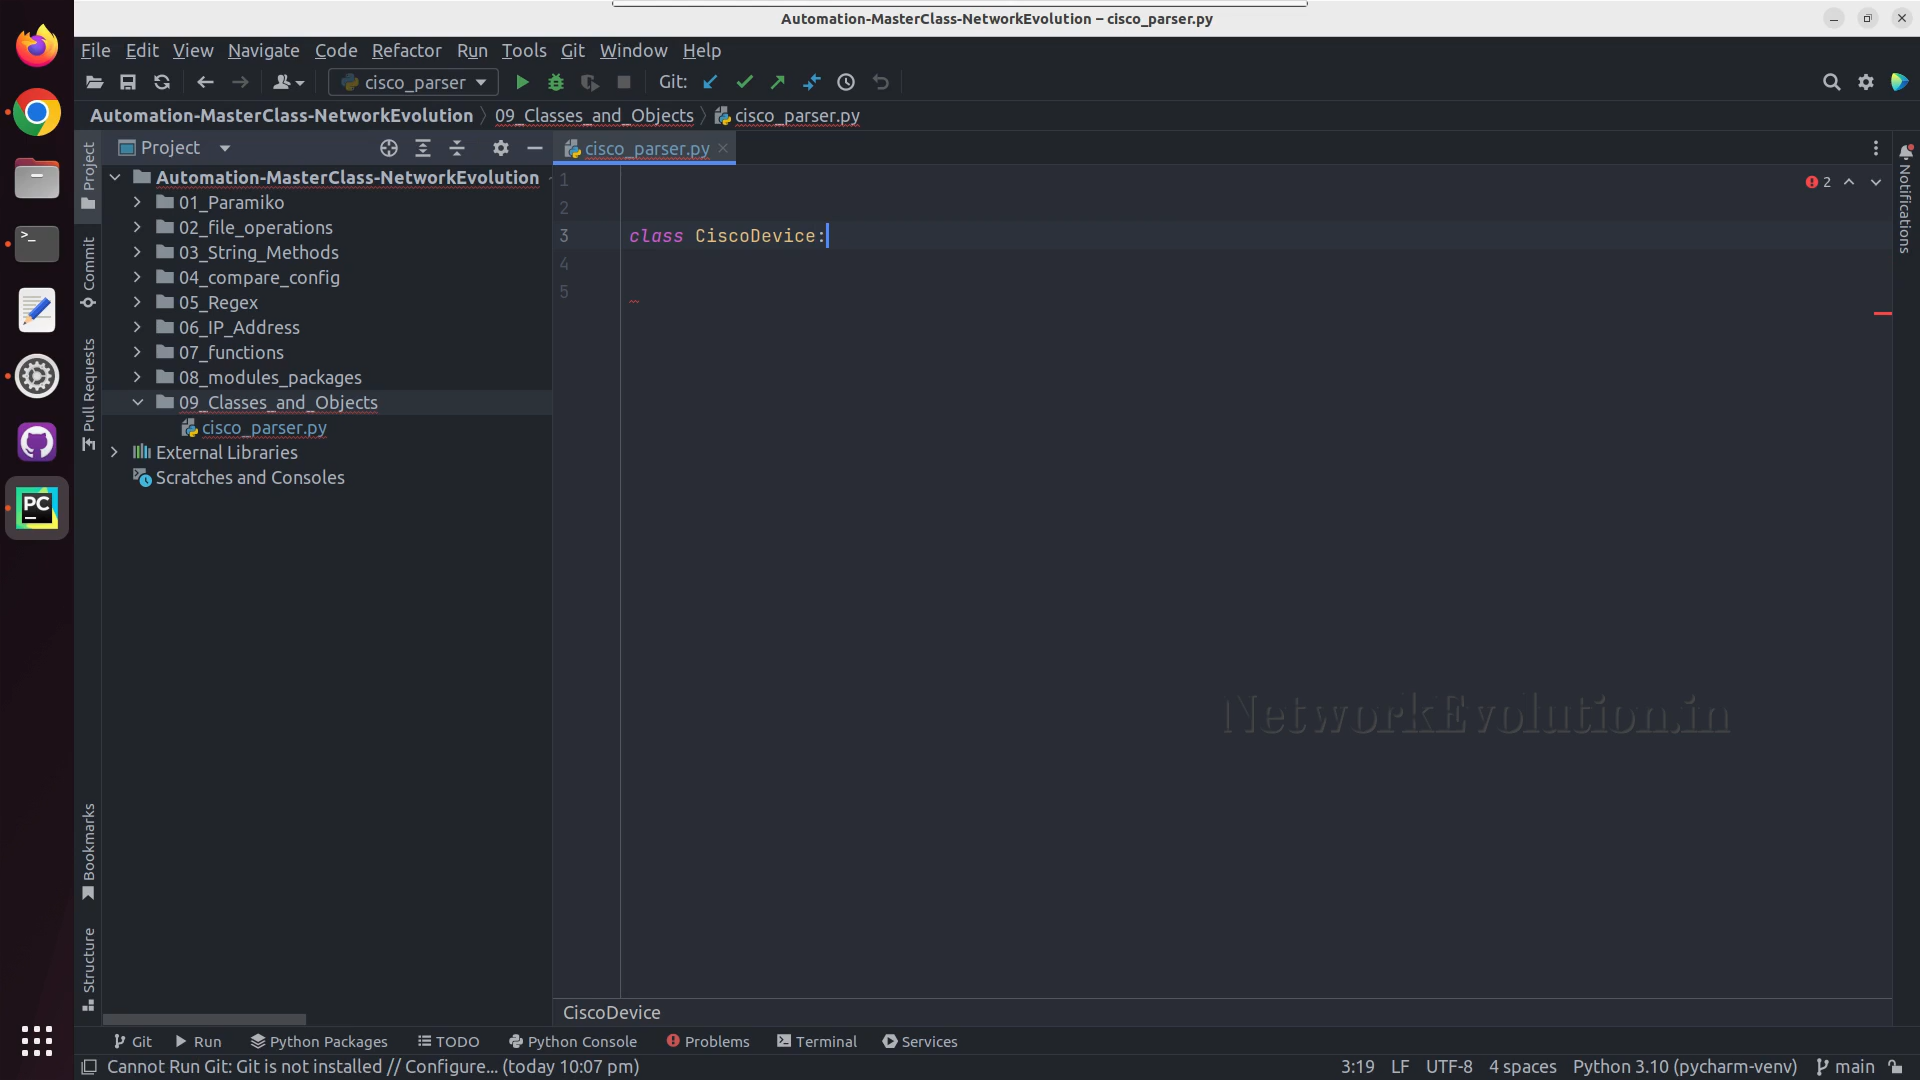 Automation-MasterClass-NetworkEvolution – cisco_parser.py
File Edit View Navigate Code Refactor Run Tools Git Window Help
cisco_parser Git:
Automation-MasterClass-NetworkEvolution 09_Classes_and_Objects cisco_parser.py
Project
Project
cisco_parser.py
Automation-MasterClass-NetworkEvolution
01_Paramiko
02_file_operations
03_String_Methods
04_compare_config
05_Regex
06_IP_Address
07_functions
08_modules_packages
09_Classes_and_Objects
cisco_parser.py
External Libraries
Scratches and Consoles
Commit
Pull Requests
Bookmarks
Structure
1
2
3 class CiscoDevice:
4
5
2
Notifications
>_
PC
NetworkEvolution.in
CiscoDevice
Git Run Python Packages TODO Python Console Problems Terminal Services
Cannot Run Git: Git is not installed // Configure... (today 10:07 pm) 3:19 LF UTF-8 4 spaces Python 3.10 (pycharm-venv) main